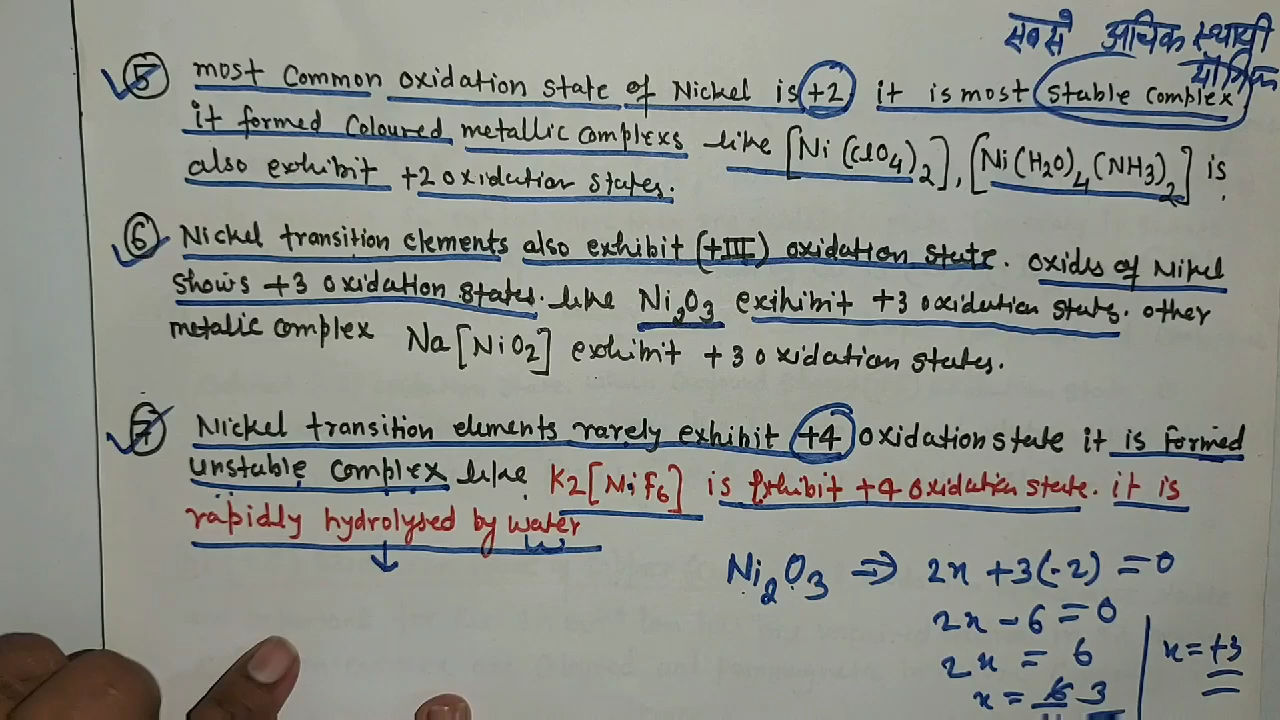 सबसे अधिक स्थायी
यौगिक
⑤ most common oxidation state of Nickel is +2 it is most stable complex
it formed coloured metallic complexs like [Ni(ClO4)2], [Ni(H2O)4(NH3)2] is
also exhibit +2 oxidation states.
⑥ Nickel transition elements also exhibit (+III) oxidation state. oxides of Nikel
shows +3 oxidation states. like Ni2O3 exihibit +3 oxidation states. other
metalic complex Na[NiO2] exhibit +3 oxidation states.
⑦ Nickel transition elements rarely exhibit +4 oxidation state it is formed
unstable complex like K2[NiF6] is Exhibit +4 oxidation state. it is
rapidly hydrolysed by water
↓
Ni2O3 ⇒ 2x + 3(-2) = 0
2x - 6 = 0
2x = 6
x = 6 3
x = +3